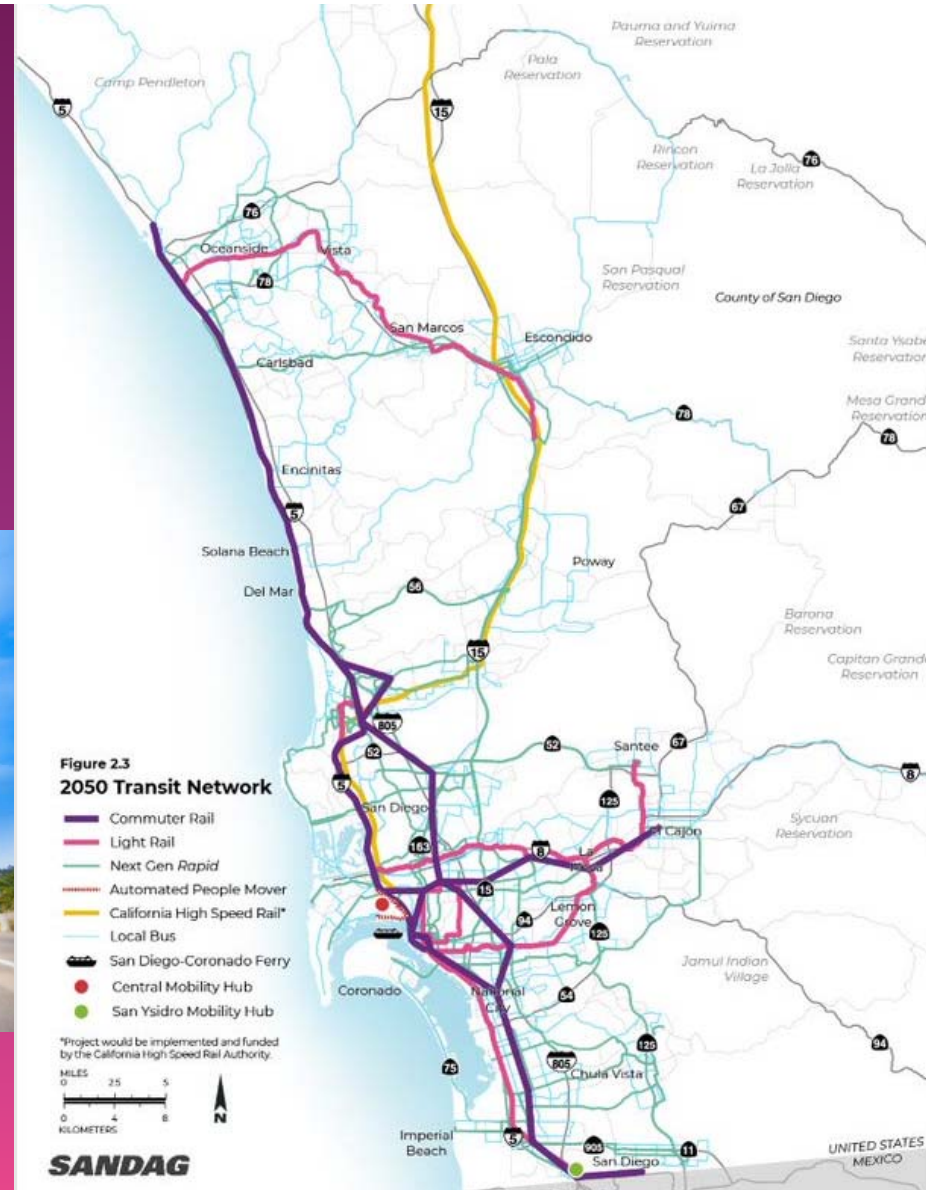 Pauma and Yuima
Reservation
Pala
Reservation
Camp Pendleton
5
15
Rincon
Reservation
76
La Jolla
Reservation
76
Oceanside
Vista
78
San Pasqual
Reservation
County of San Diego
San Marcos
Escondido
Santa Ysabe
Reservation
Carlsbad
Mesa Grand
Reservation
78
78
Encinitas
67
5
Solana Beach
Poway
Del Mar
56
Barona
Reservation
15
Capitan Grande
Reservation
805
52
52
Santee
67
Figure 2.3
2050 Transit Network
Commuter Rail
Light Rail
Next Gen Rapid
Automated People Mover
California High Speed Rail*
Local Bus
San Diego-Coronado Ferry
Central Mobility Hub
San Ysidro Mobility Hub
*Project would be implemented and funded
by the California High Speed Rail Authority.
MILES
0 2.5 5
0 4 8
KILOMETERS
N
SANDAG
5
San Diego
125
8
Sycuan
Reservation
El Cajon
163
8
La
Mesa
15
Lemon
Grove
94
125
Jamul Indian
Village
Coronado
National
City
54
125
94
75
805
Chula Vista
Imperial
Beach
5
905
11
San Diego
UNITED STATES
MEXICO